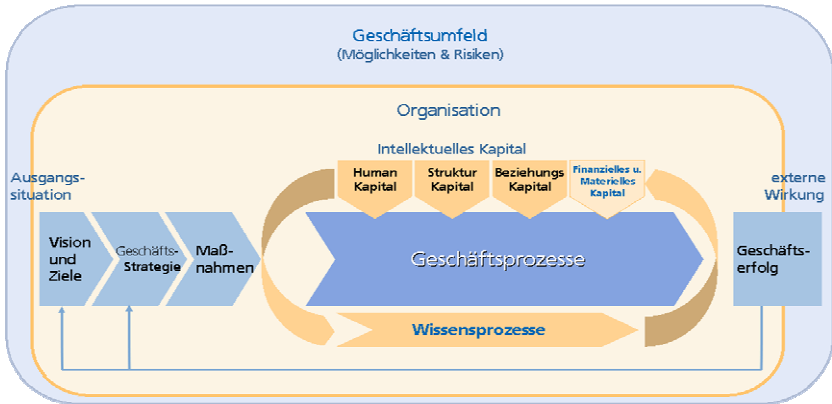 Geschäftsumfeld
(Möglichkeiten & Risiken)
Organisation
Intellektuelles Kapital
Ausgangs-
situation
externe
Wirkung
Human
Kapital
Struktur
Kapital
Beziehungs
Kapital
Finanzielles u.
Materielles
Kapital
Vision
und
Ziele
Geschäfts-
Strategie
Maß-
nahmen
Geschäftsprozesse
Geschäfts-
erfolg
Wissensprozesse